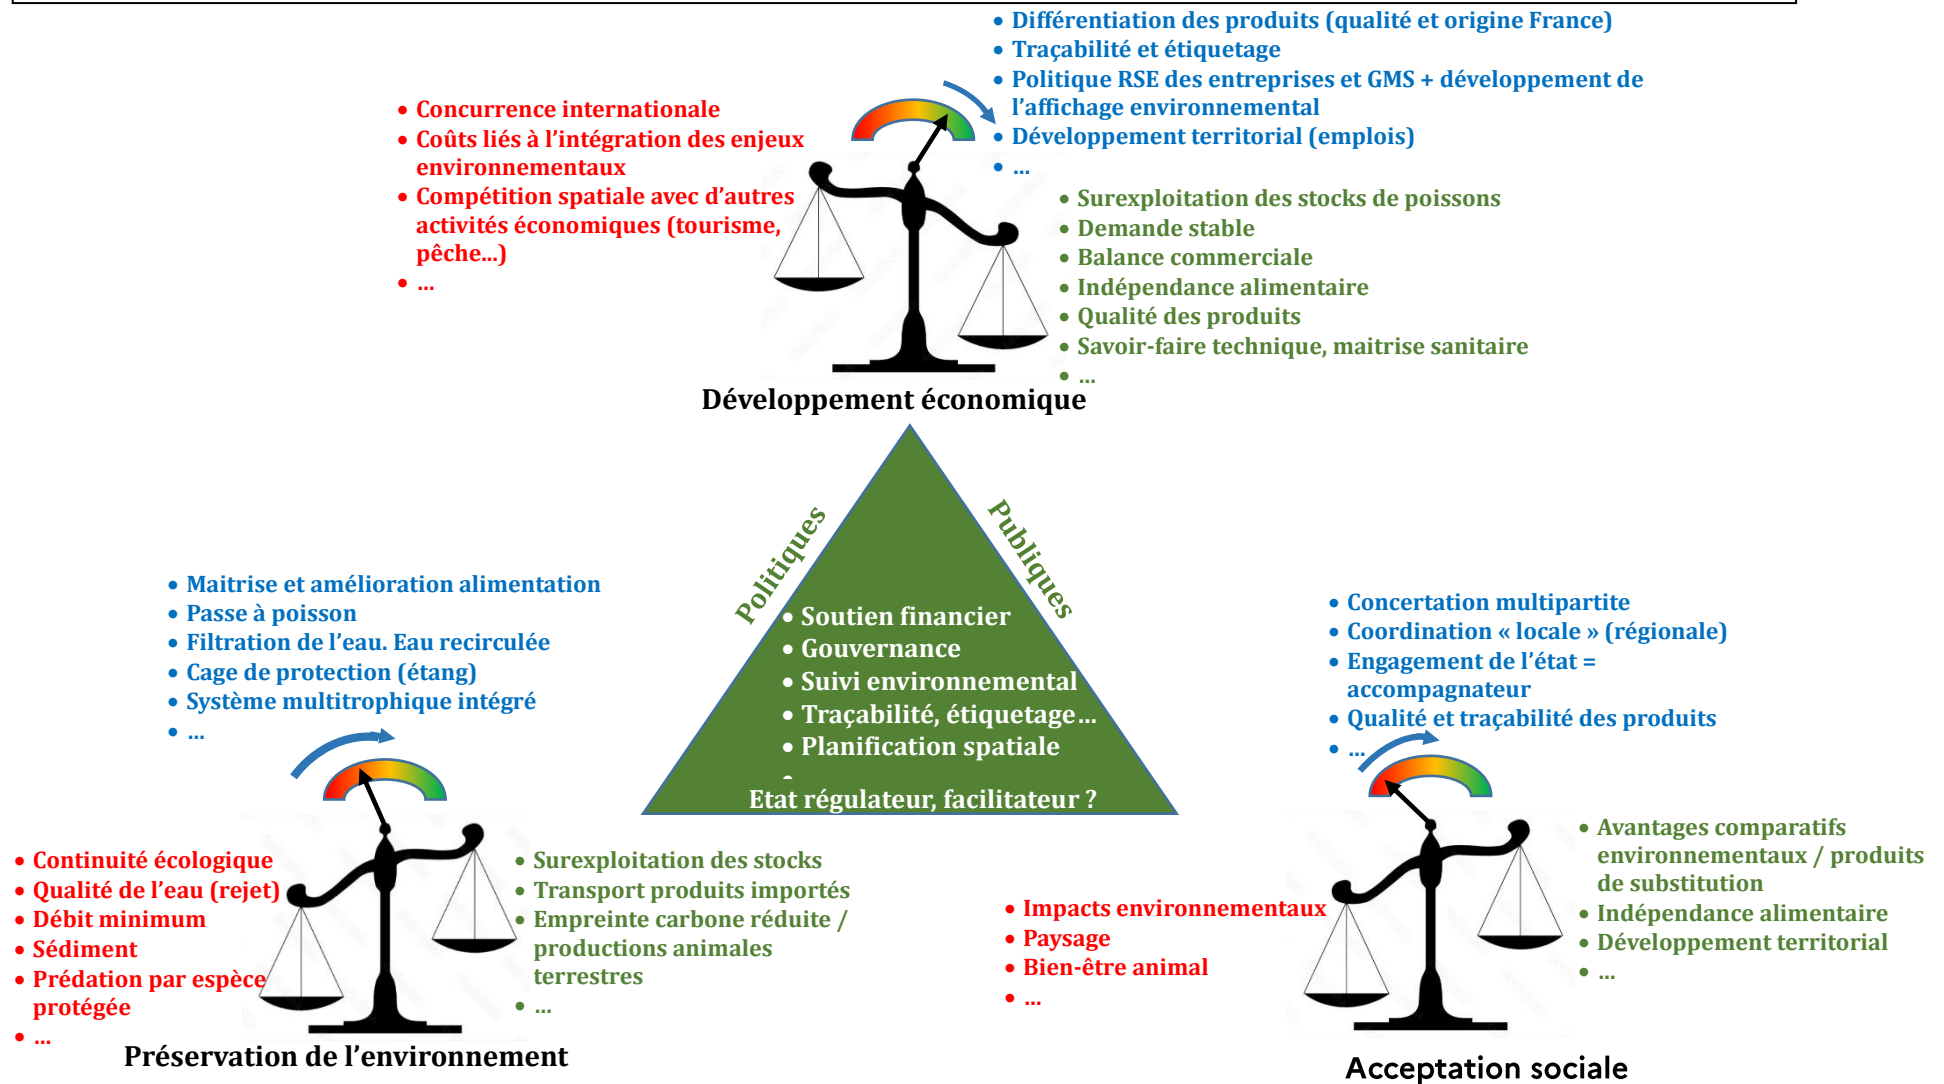 • Différentiation des produits (qualité et origine France)
• Traçabilité et étiquetage
• Politique RSE des entreprises et GMS + développement de
l’affichage environnemental
• Développement territorial (emplois)
• ...
• Concurrence internationale
• Coûts liés à l’intégration des enjeux
environnementaux
• Compétition spatiale avec d’autres
activités économiques (tourisme,
pêche...)
• ...
• Surexploitation des stocks de poissons
• Demande stable
• Balance commerciale
• Indépendance alimentaire
• Qualité des produits
• Savoir-faire technique, maitrise sanitaire
• ...
Développement économique
Politiques
Publiques
• Soutien financier
• Gouvernance
• Suivi environnemental
• Traçabilité, étiquetage...
• Planification spatiale
•
Etat régulateur, facilitateur ?
• Maitrise et amélioration alimentation
• Passe à poisson
• Filtration de l’eau. Eau recirculée
• Cage de protection (étang)
• Système multitrophique intégré
• ...
• Continuité écologique
• Qualité de l’eau (rejet)
• Débit minimum
• Sédiment
• Prédation par espèce
protégée
• ...
• Surexploitation des stocks
• Transport produits importés
• Empreinte carbone réduite /
productions animales
terrestres
• ...
Préservation de l’environnement
• Concertation multipartite
• Coordination « locale » (régionale)
• Engagement de l’état =
accompagnateur
• Qualité et traçabilité des produits
• ...
• Impacts environnementaux
• Paysage
• Bien-être animal
• ...
• Avantages comparatifs
environnementaux / produits
de substitution
• Indépendance alimentaire
• Développement territorial
• ...
Acceptation sociale